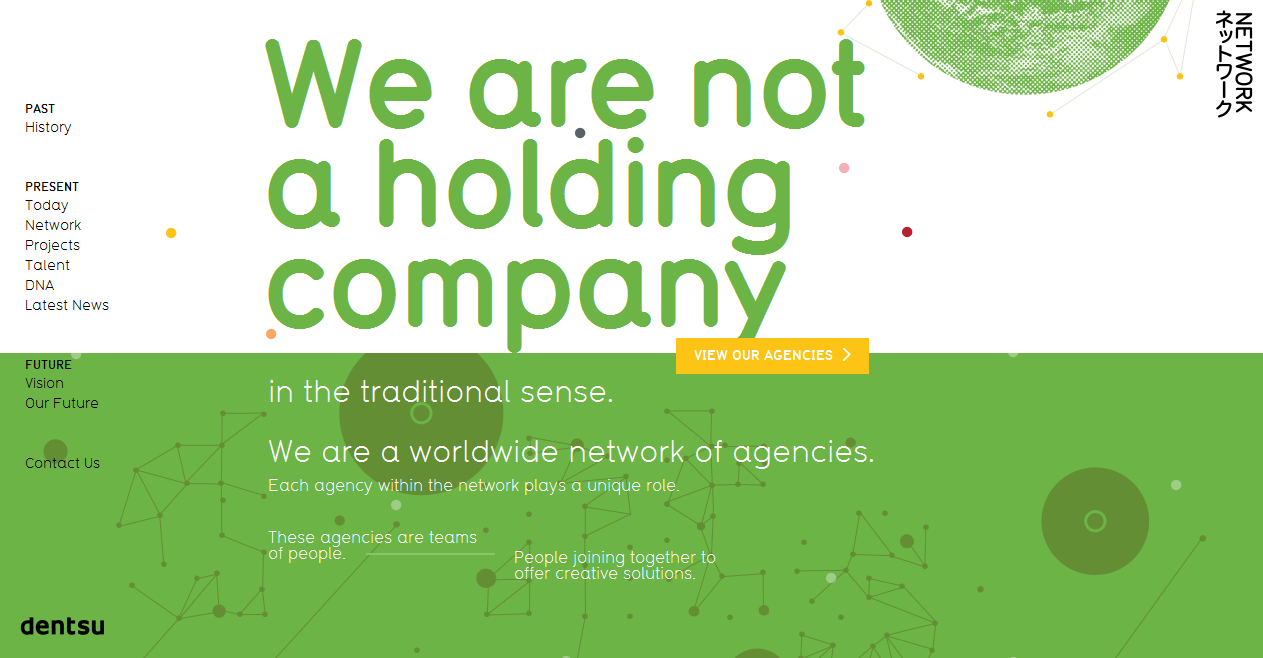 PAST
History
PRESENT
Today
Network
Projects
Talent
DNA
Latest News
FUTURE
Vision
Our Future
Contact Us
dentsu
We are not
a holding
company
VIEW OUR AGENCIES
in the traditional sense.
We are a worldwide network of agencies.
Each agency within the network plays a unique role.
These agencies are teams
of people.
People joining together to
offer creative solutions.
NETWORK
ネットワーク